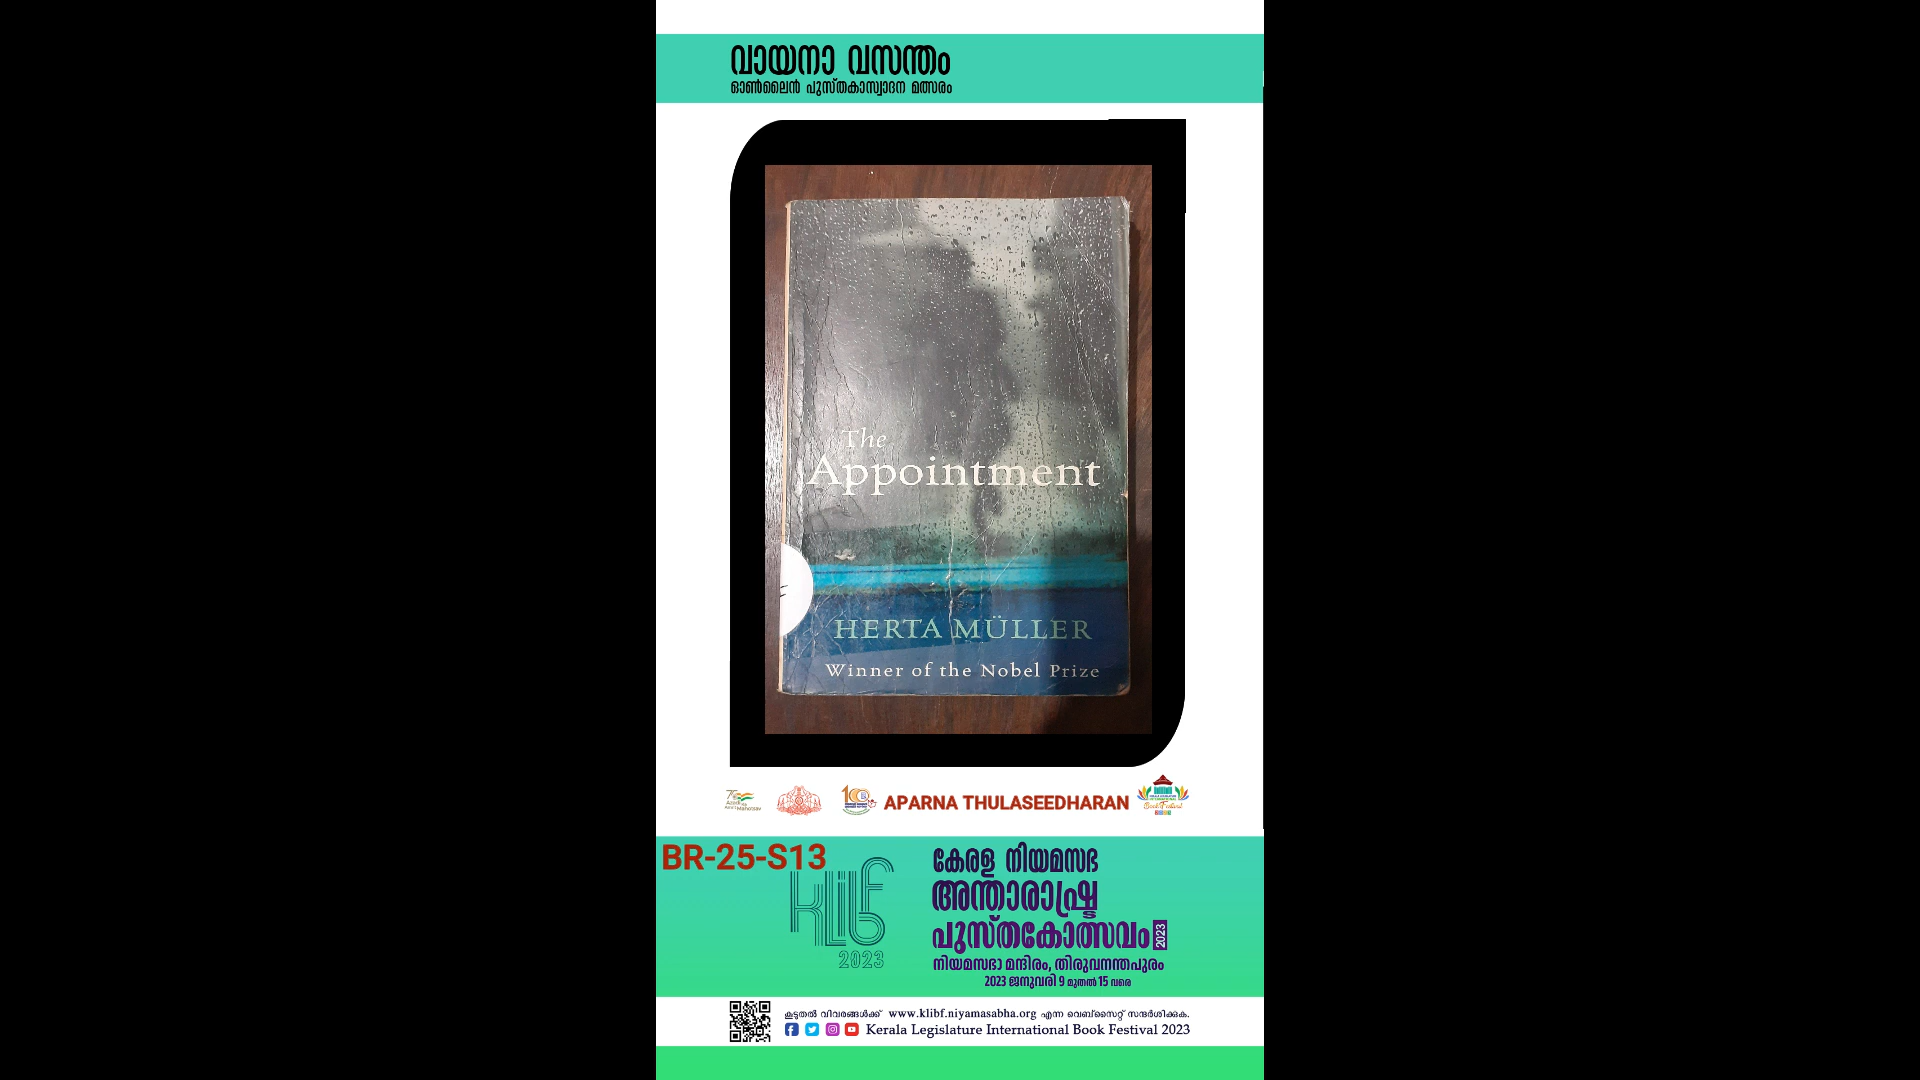 വായനാ വസന്തം
ഓൺലൈൻ പുസ്തകാസ്വാദന മത്സരം
The
Appointment
HERTA MÜLLER
Winner of the Nobel Prize
APARNA THULASEEDHARAN
BR-25-S13
klibf
2023
കേരള നിയമസഭ
അന്താരാഷ്ട്ര
പുസ്തകോത്സവം 2023
നിയമസഭാ മന്ദിരം, തിരുവനന്തപുരം
2023 ജനുവരി 9 മുതൽ 15 വരെ
കൂടുതൽ വിവരങ്ങൾക്ക് www.klibf.niyamasabha.org എന്ന വെബ്സൈറ്റ് സന്ദർശിക്കുക.
Kerala Legislature International Book Festival 2023